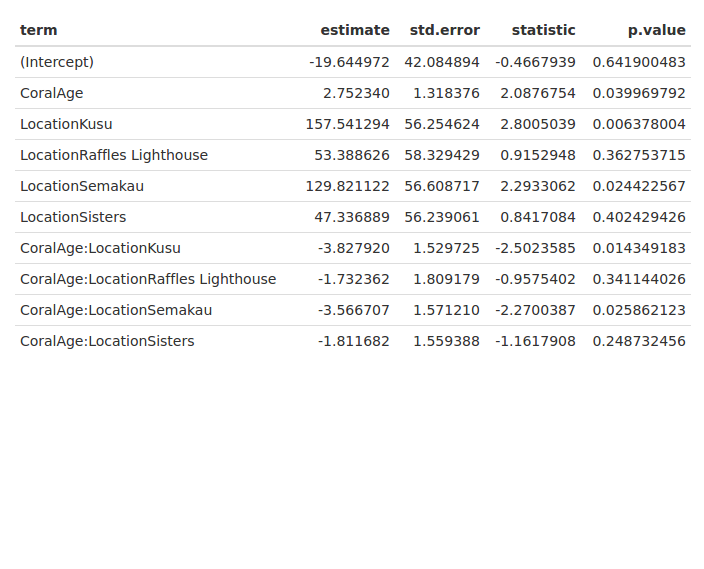 term estimate std.error statistic p.value
(Intercept) -19.644972 42.084894 -0.4667939 0.641900483
CoralAge 2.752340 1.318376 2.0876754 0.039969792
LocationKusu 157.541294 56.254624 2.8005039 0.006378004
LocationRaffles Lighthouse 53.388626 58.329429 0.9152948 0.362753715
LocationSemakau 129.821122 56.608717 2.2933062 0.024422567
LocationSisters 47.336889 56.239061 0.8417084 0.402429426
CoralAge:LocationKusu -3.827920 1.529725 -2.5023585 0.014349183
CoralAge:LocationRaffles Lighthouse -1.732362 1.809179 -0.9575402 0.341144026
CoralAge:LocationSemakau -3.566707 1.571210 -2.2700387 0.025862123
CoralAge:LocationSisters -1.811682 1.559388 -1.1617908 0.248732456